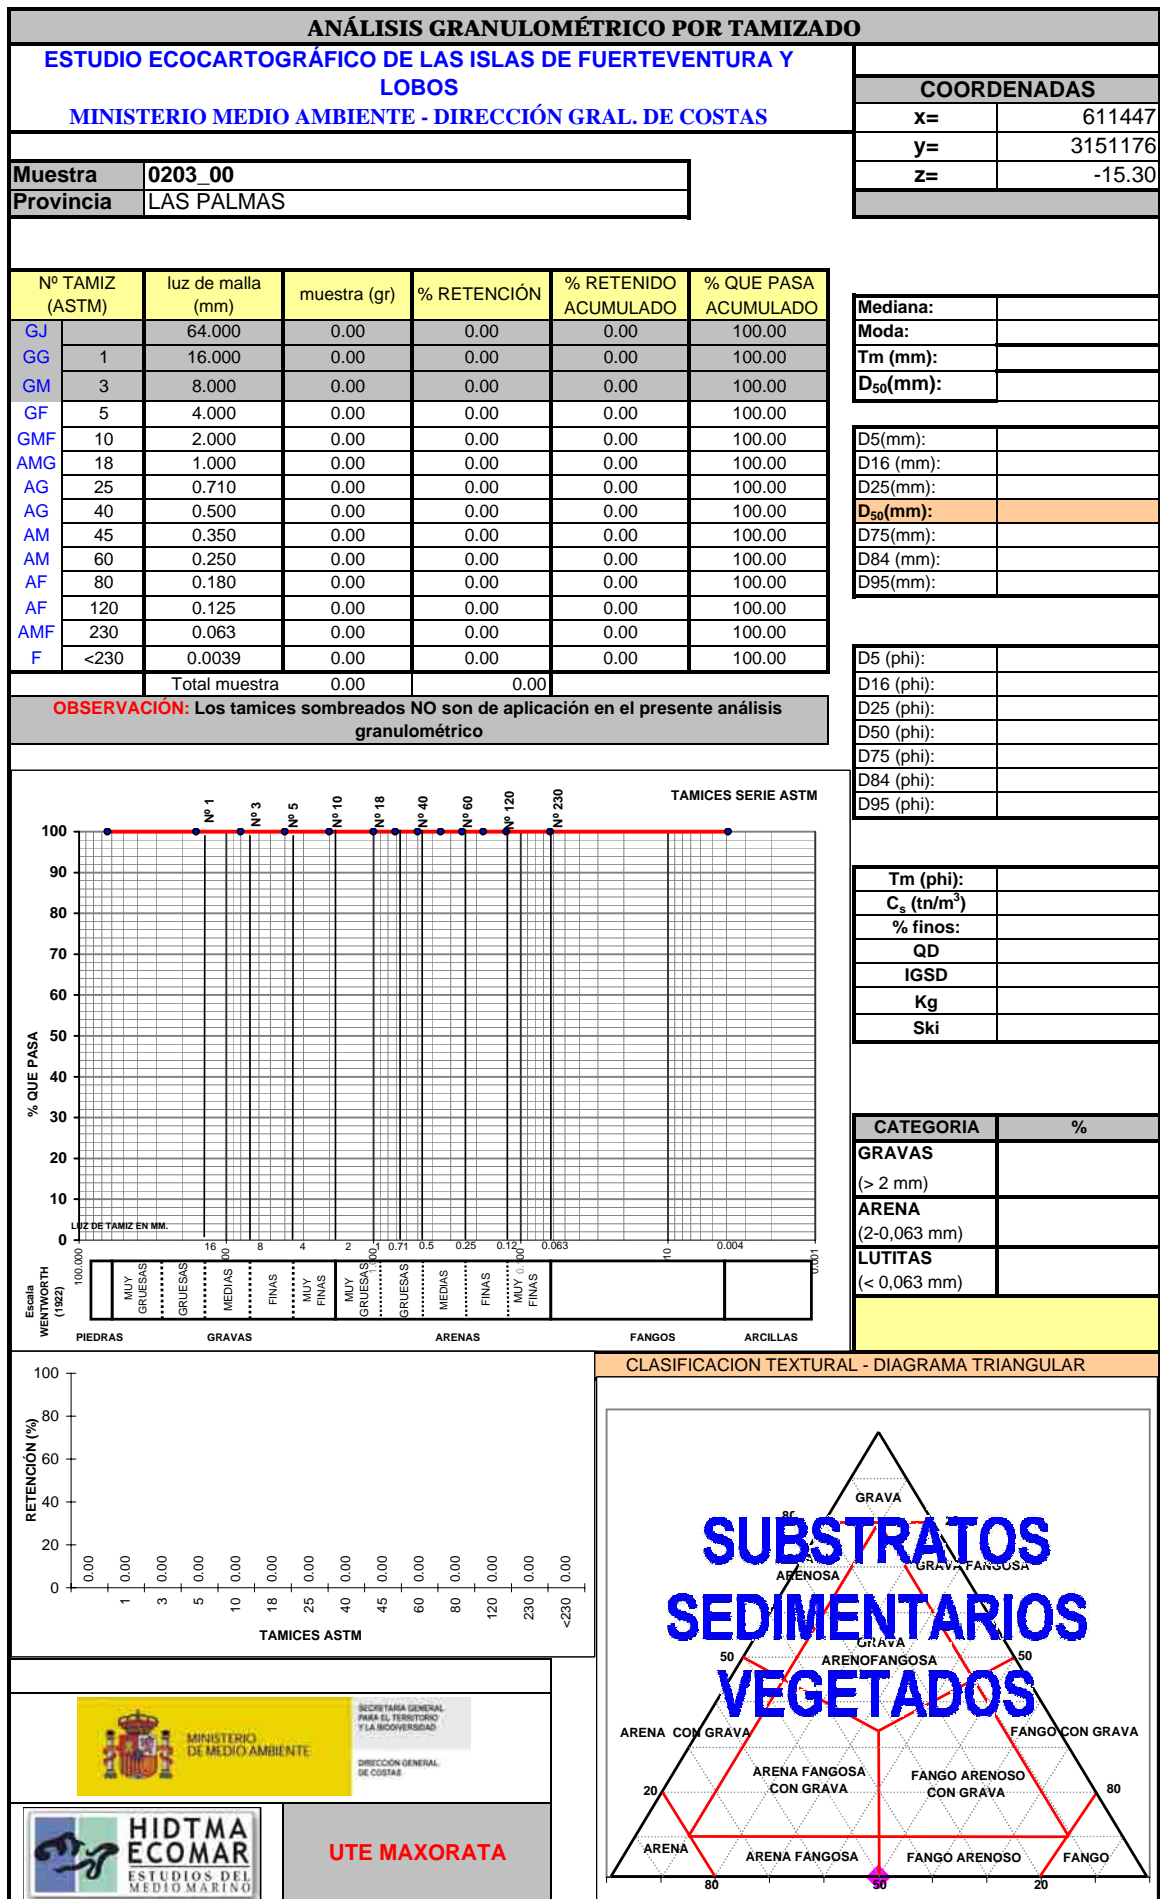 ANÁLISIS GRANULOMÉTRICO POR TAMIZADO
ESTUDIO ECOCARTOGRÁFICO DE LAS ISLAS DE FUERTEVENTURA Y
LOBOS
MINISTERIO MEDIO AMBIENTE - DIRECCIÓN GRAL. DE COSTAS
COORDENADAS
x= 611447
y= 3151176
z= -15.30
Muestra 0203_00
Provincia LAS PALMAS
Nº TAMIZ (ASTM) luz de malla (mm) muestra (gr) % RETENCIÓN % RETENIDO ACUMULADO % QUE PASA ACUMULADO
GJ 64.000 0.00 0.00 0.00 100.00
GG 1 16.000 0.00 0.00 0.00 100.00
GM 3 8.000 0.00 0.00 0.00 100.00
GF 5 4.000 0.00 0.00 0.00 100.00
GMF 10 2.000 0.00 0.00 0.00 100.00
AMG 18 1.000 0.00 0.00 0.00 100.00
AG 25 0.710 0.00 0.00 0.00 100.00
AG 40 0.500 0.00 0.00 0.00 100.00
AM 45 0.350 0.00 0.00 0.00 100.00
AM 60 0.250 0.00 0.00 0.00 100.00
AF 80 0.180 0.00 0.00 0.00 100.00
AF 120 0.125 0.00 0.00 0.00 100.00
AMF 230 0.063 0.00 0.00 0.00 100.00
F <230 0.0039 0.00 0.00 0.00 100.00
Total muestra 0.00 0.00
OBSERVACIÓN: Los tamices sombreados NO son de aplicación en el presente análisis
granulométrico
Mediana:
Moda:
Tm (mm):
D50(mm):
D5(mm):
D16 (mm):
D25(mm):
D50(mm):
D75(mm):
D84 (mm):
D95(mm):
D5 (phi):
D16 (phi):
D25 (phi):
D50 (phi):
D75 (phi):
D84 (phi):
D95 (phi):
Tm (phi):
Cs (tn/m3)
% finos:
QD
IGSD
Kg
Ski
CATEGORIA %
GRAVAS
(> 2 mm)
ARENA
(2-0,063 mm)
LUTITAS
(< 0,063 mm)
TAMICES SERIE ASTM
Nº 1 Nº 3 Nº 5 Nº 10 Nº 18 Nº 40 Nº 60 Nº 120 Nº 230
% QUE PASA
100
90
80
70
60
50
40
30
20
10
0
LUZ DE TAMIZ EN MM.
16 8 4 2 1 0.71 0.5 0.25 0.12 0.063 0.004
100.000 0.001
Escala
WENTWORTH
(1922)
MUY GRUESAS GRUESAS MEDIAS FINAS MUY FINAS MUY GRUESAS GRUESAS MEDIAS FINAS MUY FINAS
PIEDRAS GRAVAS ARENAS FANGOS ARCILLAS
RETENCIÓN (%)
100
80
60
40
20
0
0.00 0.00 0.00 0.00 0.00 0.00 0.00 0.00 0.00 0.00 0.00 0.00 0.00 0.00
1 3 5 10 18 25 40 45 60 80 120 230 <230
TAMICES ASTM
CLASIFICACION TEXTURAL - DIAGRAMA TRIANGULAR
GRAVA
SUBSTRATOS
ARENOSA
GRAVA FANGOSA
SEDIMENTARIOS
GRAVA
ARENOFANGOSA
50 50
VEGETADOS
ARENA CON GRAVA
FANGO CON GRAVA
ARENA FANGOSA
CON GRAVA
FANGO ARENOSO
CON GRAVA
20 80
ARENA
ARENA FANGOSA
FANGO ARENOSO
FANGO
80 50 20
MINISTERIO
DE MEDIO AMBIENTE
SECRETARÍA GENERAL
PARA EL TERRITORIO
Y LA BIODIVERSIDAD
DIRECCIÓN GENERAL
DE COSTAS
HIDTMA
ECOMAR
ESTUDIOS DEL
MEDIO MARINO
UTE MAXORATA